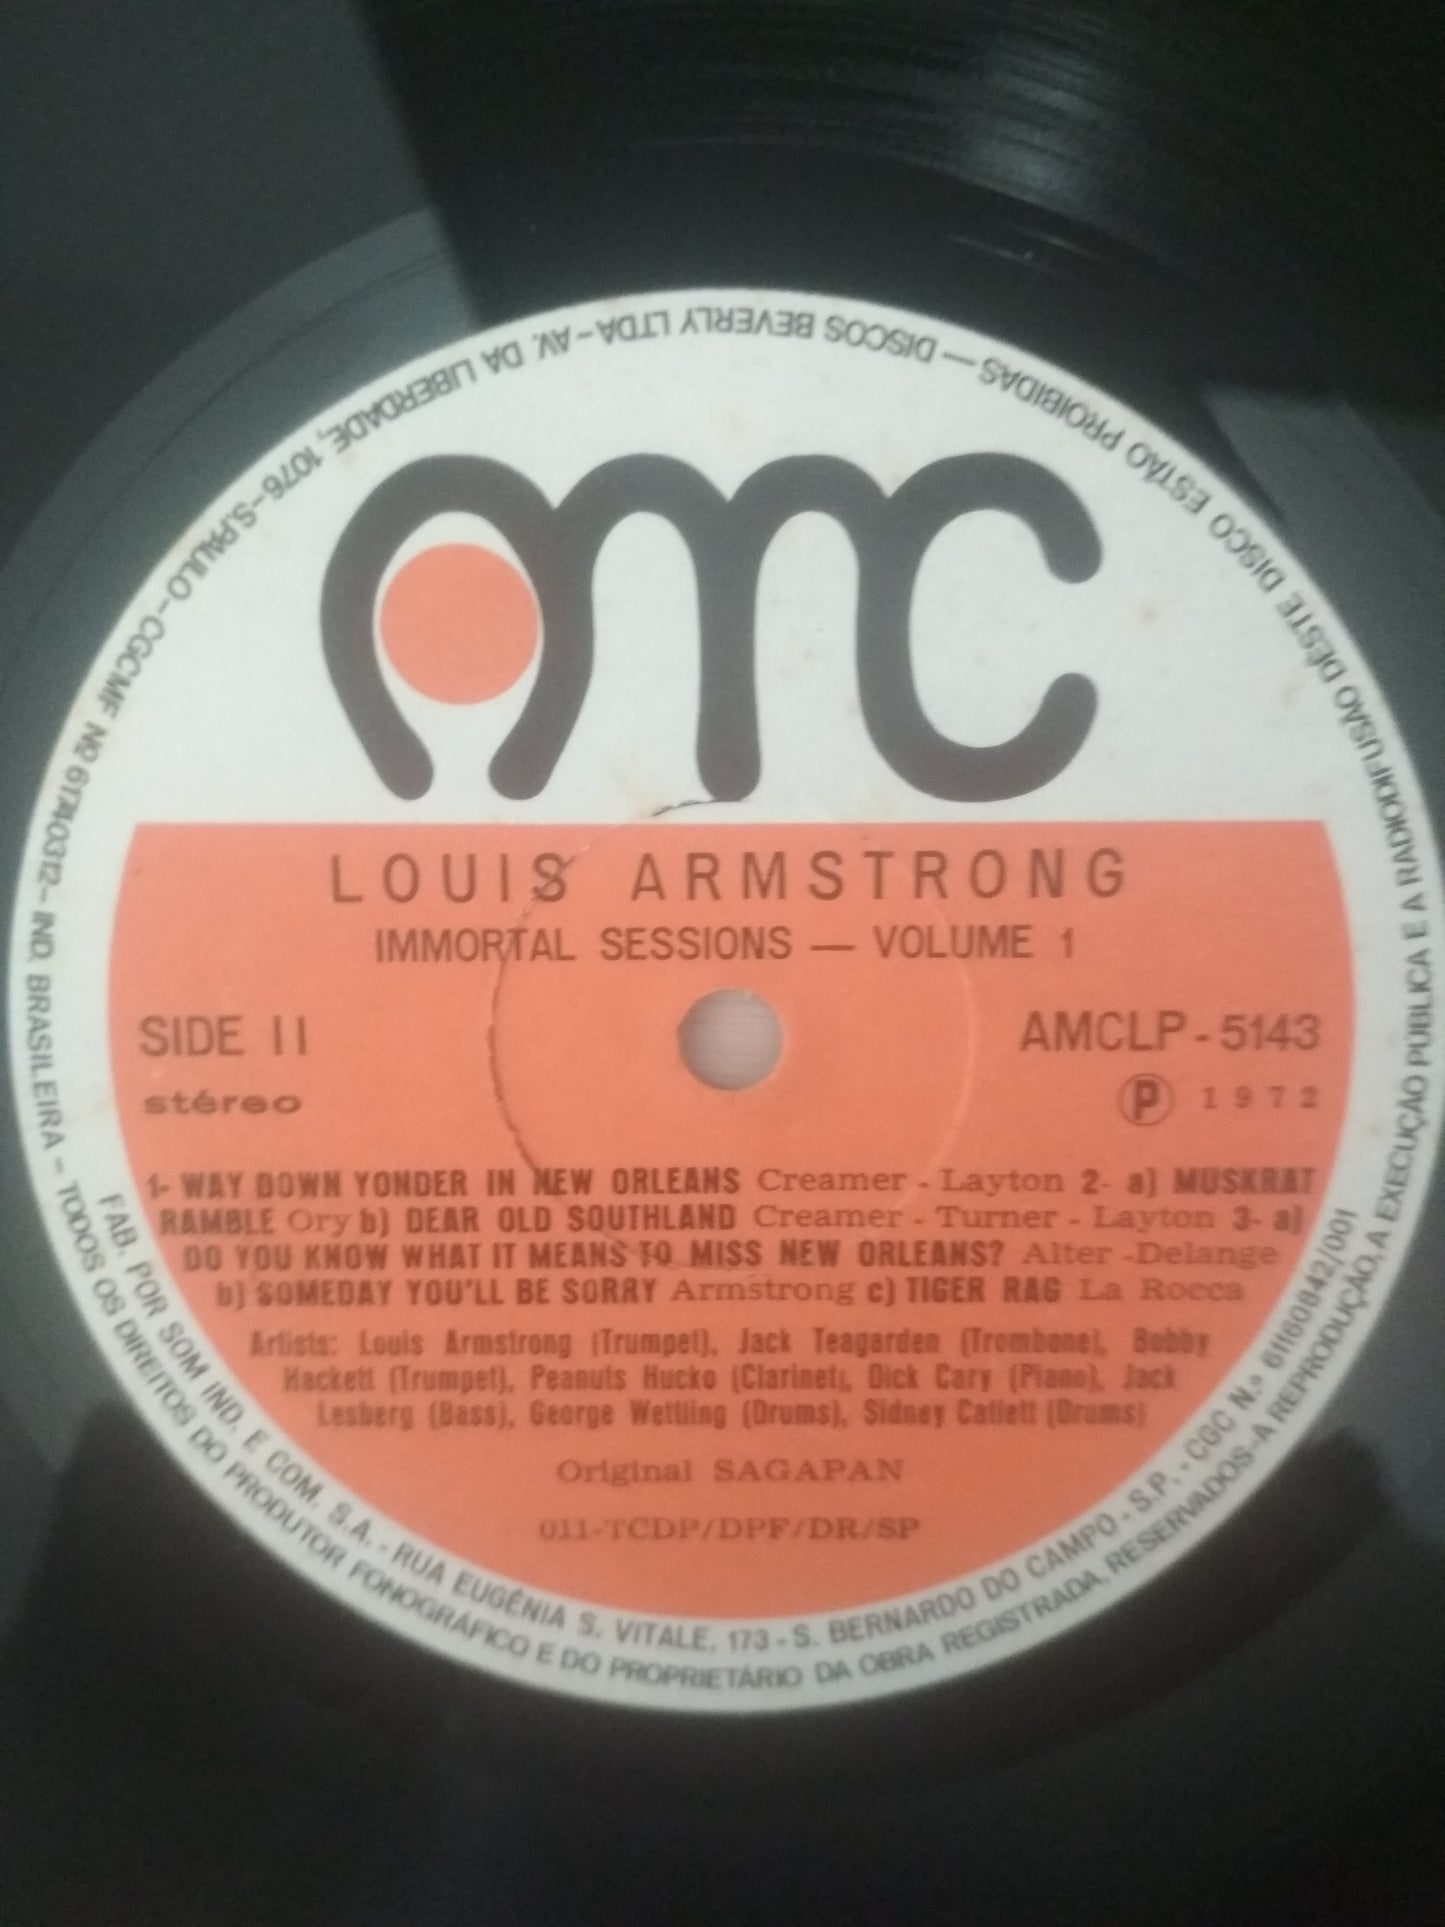 AMC
LOUIS ARMSTRONG
IMMORTAL SESSIONS — VOLUME 1
SIDE II
AMCLP - 5143
stéreo
Ⓟ 1972
1- WAY DOWN YONDER IN NEW ORLEANS Creamer - Layton 2- a) MUSKRAT
RAMBLE Ory b) DEAR OLD SOUTHLAND Creamer - Turner - Layton 3- a)
DO YOU KNOW WHAT IT MEANS TO MISS NEW ORLEANS? Alter -Delange
b) SOMEDAY YOU'LL BE SORRY Armstrong c) TIGER RAG La Rocca
Artists: Louis Armstrong (Trumpet), Jack Teagarden (Trombone), Bobby
Hackett (Trumpet), Peanuts Hucko (Clarinet), Dick Cary (Piano), Jack
Lesberg (Bass), George Wettling (Drums), Sidney Catlett (Drums)
Original SAGAPAN
011-TCDP/DPF/DR/SP
FAB. POR SOM IND. E COM. S.A. - RUA EUGÊNIA S. VITALE, 173 - S. BERNARDO DO CAMPO - S.P. - CGC N.º 61160842/001
DISCOS BEVERLY LTDA - AV. DA LIBERDADE, 1076 - S.PAULO - CGCMF Nº 61740312 - IND. BRASILEIRA - TODOS OS DIREITOS DO PRODUTOR FONOGRÁFICO E DO PROPRIETÁRIO DA OBRA REGISTRADA, RESERVADOS - A REPRODUÇÃO, A EXECUÇÃO PUBLICA E A RADIODIFUSÃO DÊSTE DISCO ESTÃO PROIBIDAS —